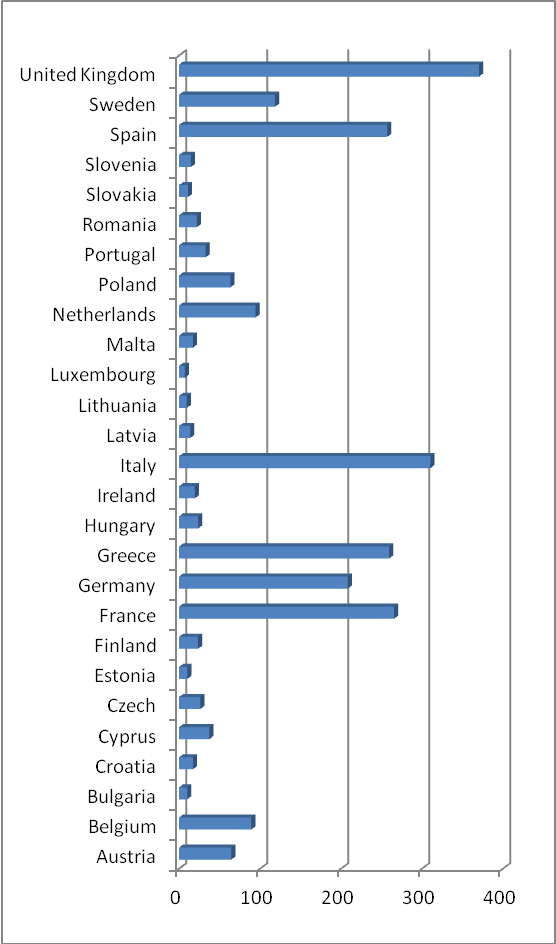 United Kingdom
Sweden
Spain
Slovenia
Slovakia
Romania
Portugal
Poland
Netherlands
Malta
Luxembourg
Lithuania
Latvia
Italy
Ireland
Hungary
Greece
Germany
France
Finland
Estonia
Czech
Cyprus
Croatia
Bulgaria
Belgium
Austria
0 100 200 300 400